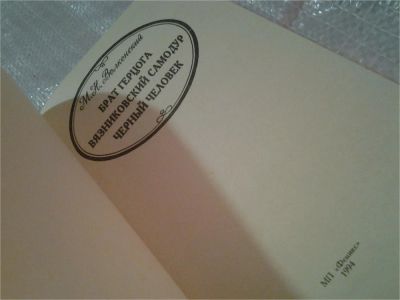 М.Н. Волконский
БРАТ ГЕРЦОГА
ВЯЗНИКОВСКИЙ САМОДУР
ЧЕРНЫЙ ЧЕЛОВЕК
МП «Феникс»
1994